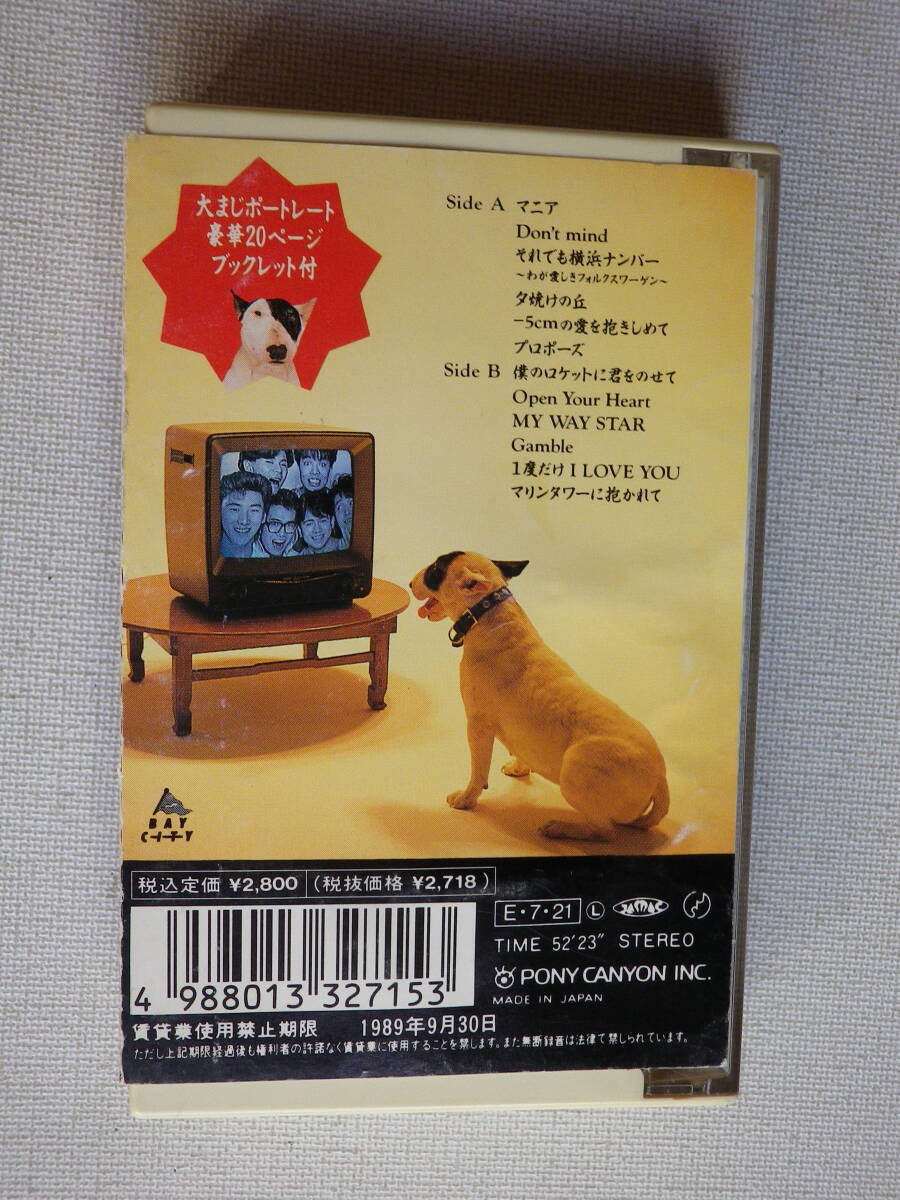 大まじポートレート
豪華20ページ
ブックレット付
Side A マニア
Don't mind
それでも横浜ナンバー
～わが愛しきフォルクスワーゲン～
夕焼けの丘
−5cmの愛を抱きしめて
プロポーズ
Side B 僕のロケットに君をのせて
Open Your Heart
MY WAY STAR
Gamble
1度だけ I LOVE YOU
マリンタワーに抱かれて
BAY
CITY
税込定価 ¥2,800 (税抜価格 ¥2,718)
E・7・21 Ⓛ
TIME 52'23" STEREO
PONY CANYON INC.
MADE IN JAPAN
4 988013 327153
賃貸業使用禁止期限 1989年9月30日
ただし上記期限経過後も権利者の許諾なく賃貸業に使用することを禁じます。また無断録音は法律で禁じられています。